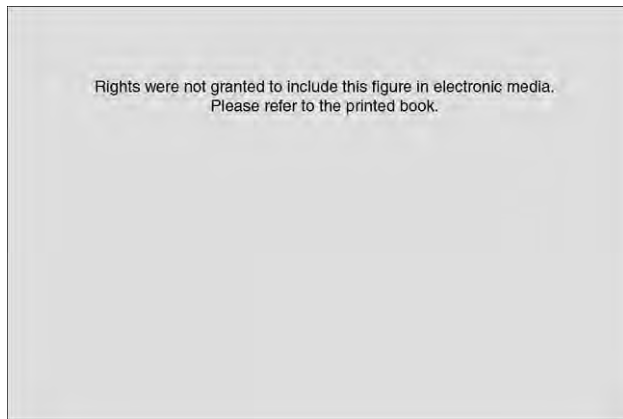 Rights were not granted to include this figure in electronic media.
Please refer to the printed book.